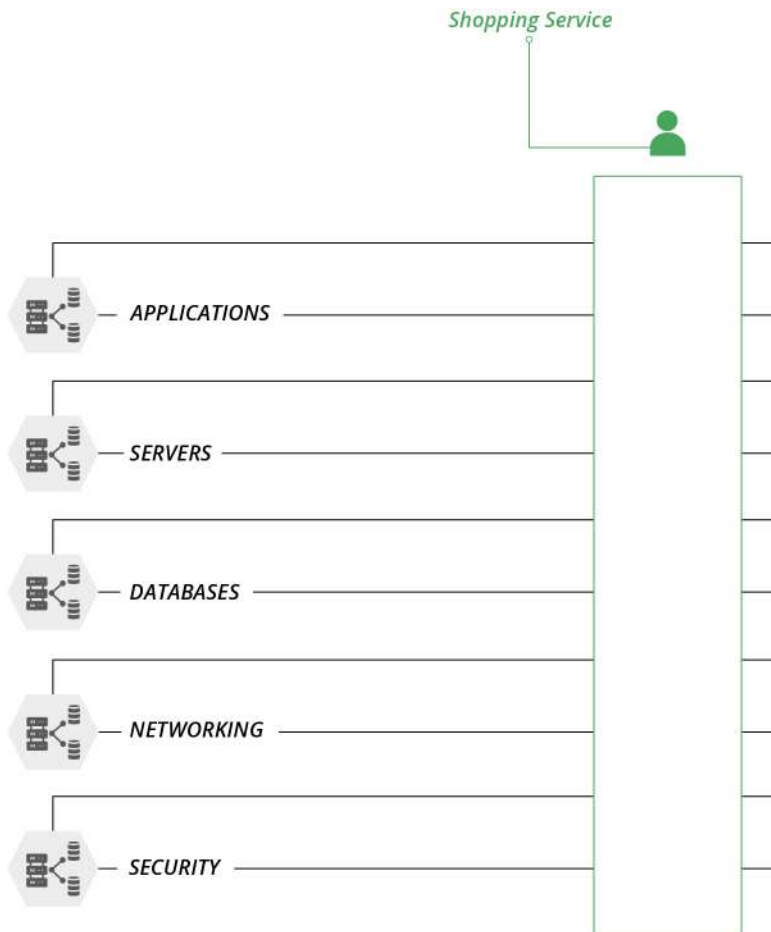 Shopping Service
APPLICATIONS
SERVERS
DATABASES
NETWORKING
SECURITY